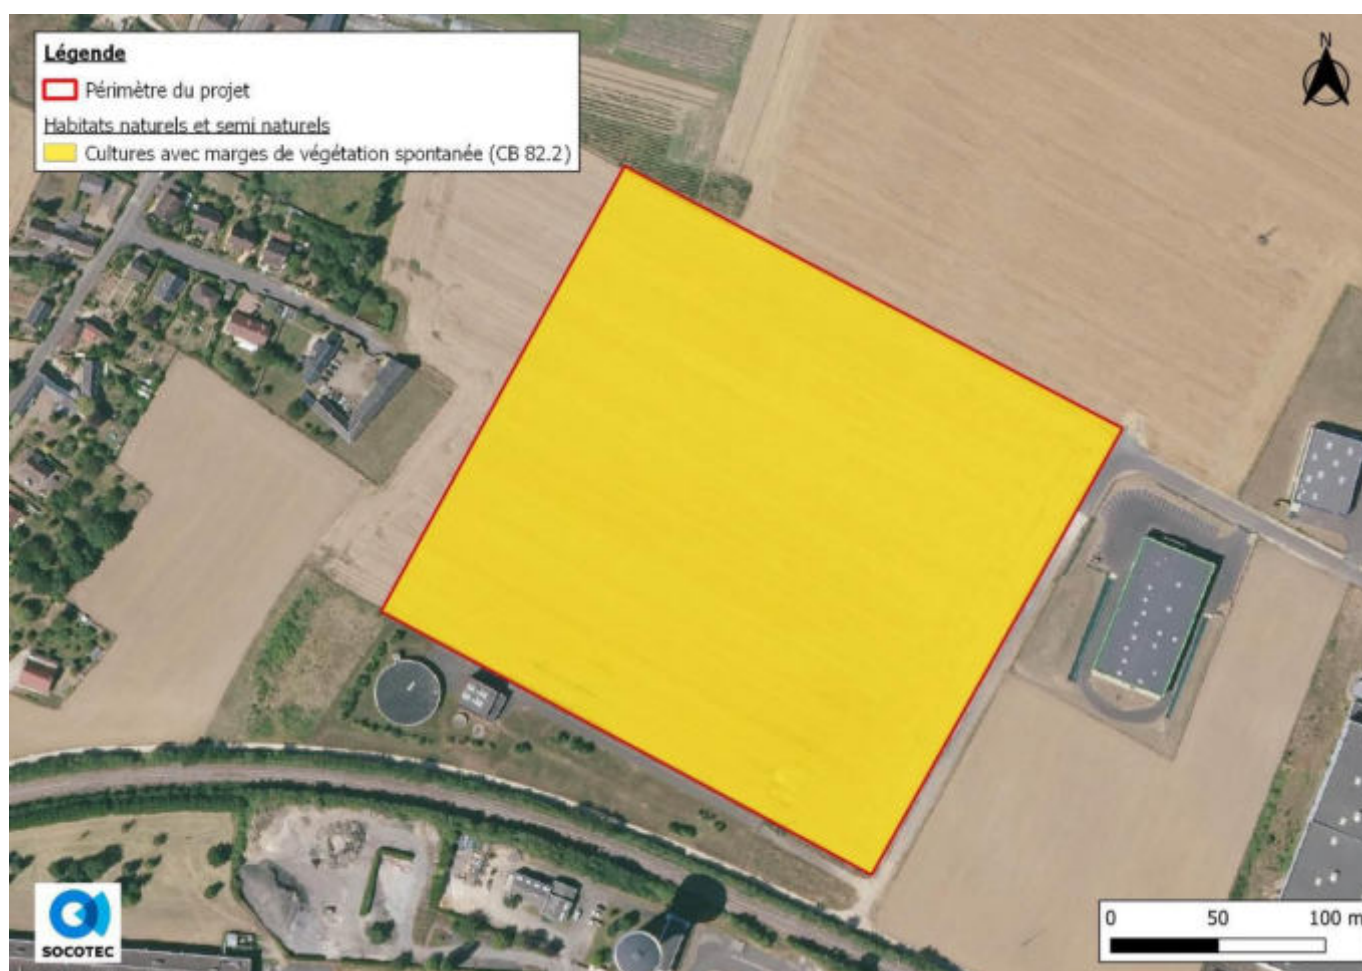 Légende
Périmètre du projet
Habitats naturels et semi naturels
Cultures avec marges de végétation spontanée (CB 82.2)
N
SOCOTEC
0 50 100 m